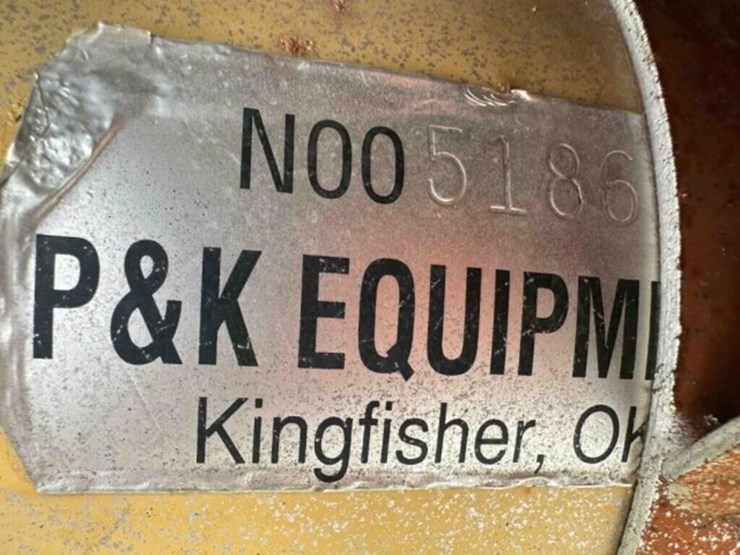 N005186
P&K EQUIPM
Kingfisher, OK